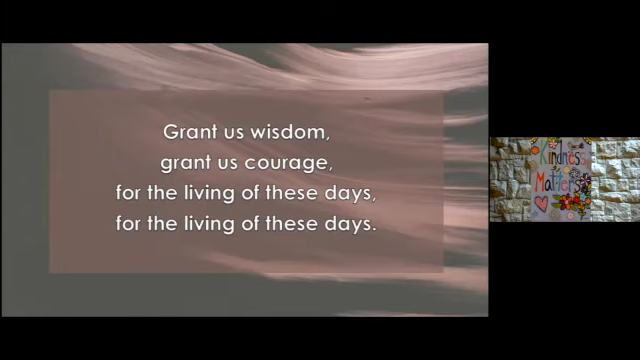 Grant us wisdom,
grant us courage,
for the living of these days,
for the living of these days.
Kindness
Matters